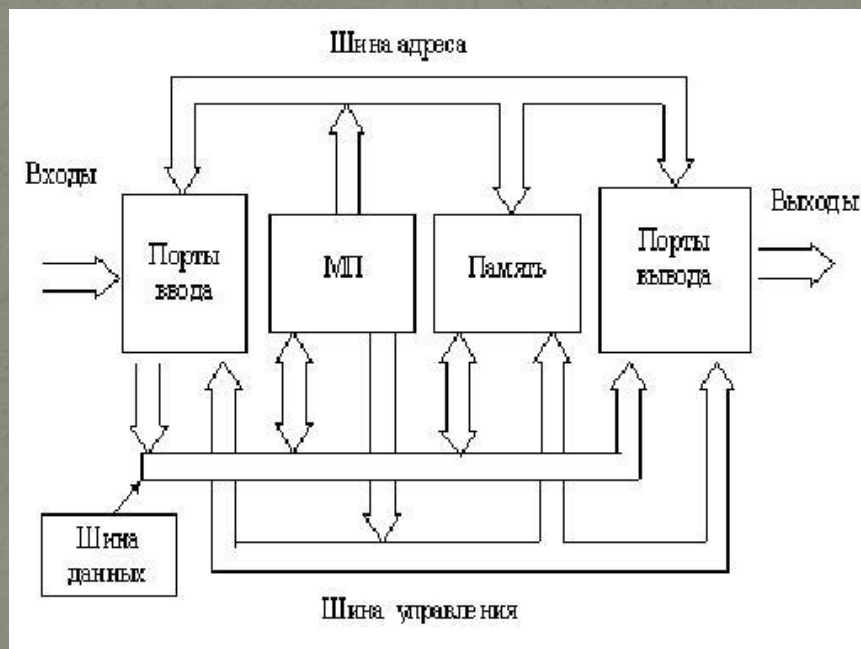 Шина адреса
Входы
Выходы
Порты
ввода
МП
Память
Порты
вывода
Шина
данных
Шина управления